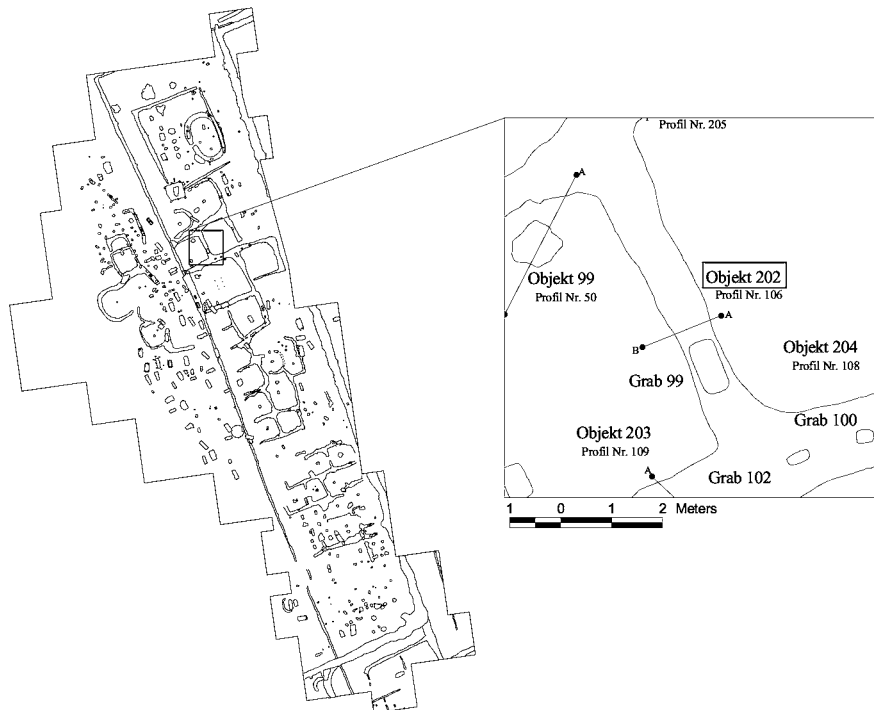 Profil Nr. 205
A
Objekt 99
Profil Nr. 50
Objekt 202
Profil Nr. 106
A
B
Objekt 204
Profil Nr. 108
Grab 99
Grab 100
Objekt 203
Profil Nr. 109
A
Grab 102
1 0 1 2 Meters